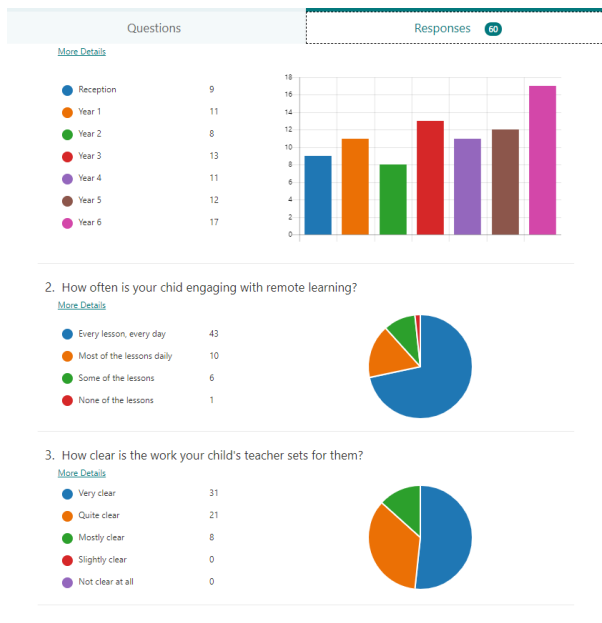 Questions
Responses 60
More Details
Reception 9
Year 1 11
Year 2 8
Year 3 13
Year 4 11
Year 5 12
Year 6 17
18
16
14
12
10
8
6
4
2
0
2. How often is your chid engaging with remote learning?
More Details
Every lesson, every day 43
Most of the lessons daily 10
Some of the lessons 6
None of the lessons 1
3. How clear is the work your child's teacher sets for them?
More Details
Very clear 31
Quite clear 21
Mostly clear 8
Slightly clear 0
Not clear at all 0